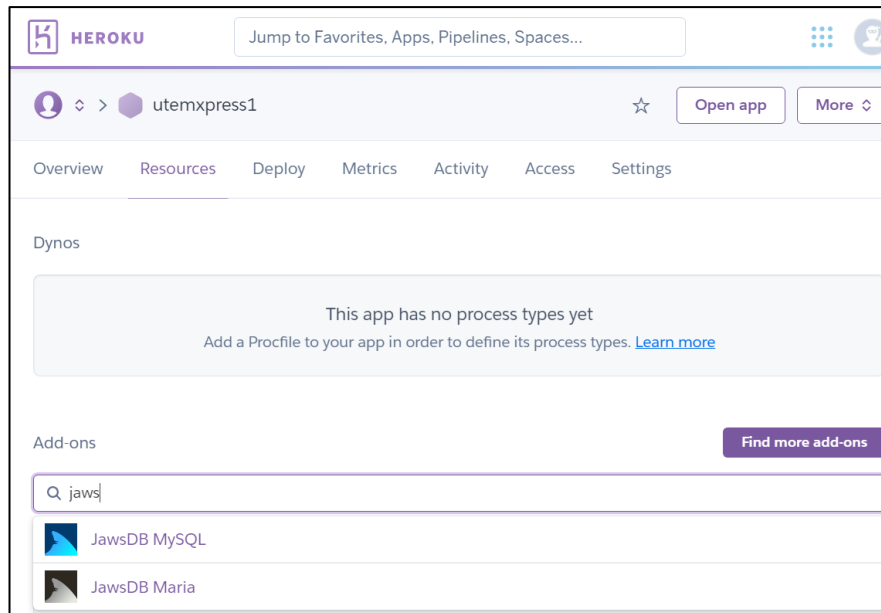 HEROKU
Jump to Favorites, Apps, Pipelines, Spaces...
> utemxpress1
Open app
More
Overview Resources Deploy Metrics Activity Access Settings
Dynos
This app has no process types yet
Add a Procfile to your app in order to define its process types. Learn more
Add-ons
Find more add-ons
jaws
JawsDB MySQL
JawsDB Maria